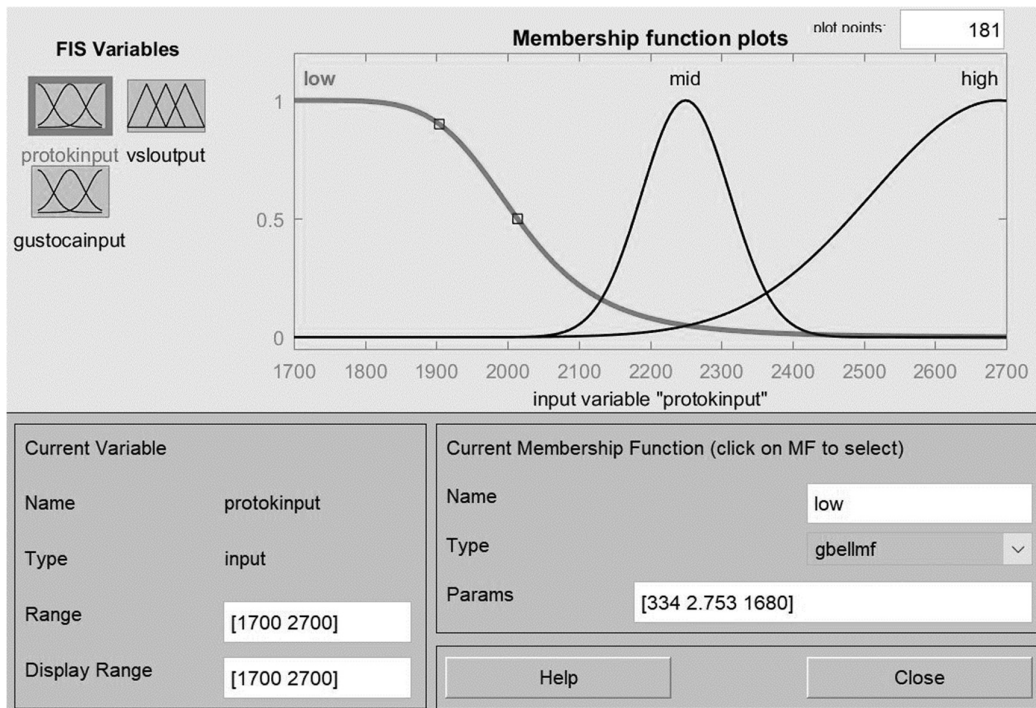 FIS Variables
protokinput vsloutput
gustocainput
Membership function plots
plot points:
181
low
mid
high
1
0.5
0
1700 1800 1900 2000 2100 2200 2300 2400 2500 2600 2700
input variable "protokinput"
Current Variable
Name protokinput
Type input
Range [1700 2700]
Display Range [1700 2700]
Current Membership Function (click on MF to select)
Name low
Type gbellmf
Params [334 2.753 1680]
Help Close